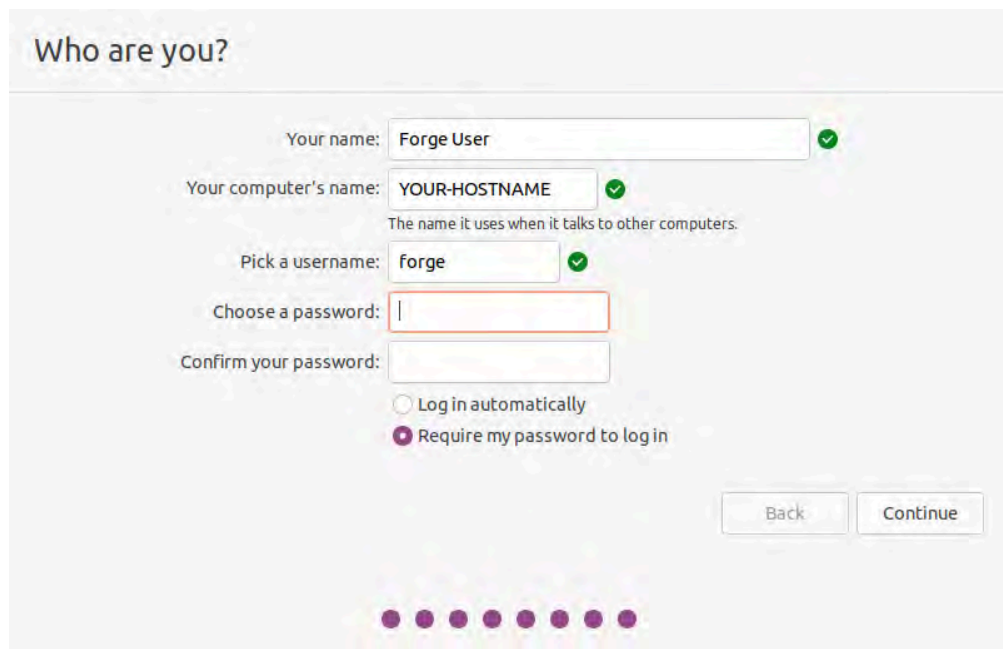 Who are you?
Your name: Forge User
Your computer's name: YOUR-HOSTNAME
The name it uses when it talks to other computers.
Pick a username: forge
Choose a password:
Confirm your password:
Log in automatically
Require my password to log in
Back Continue